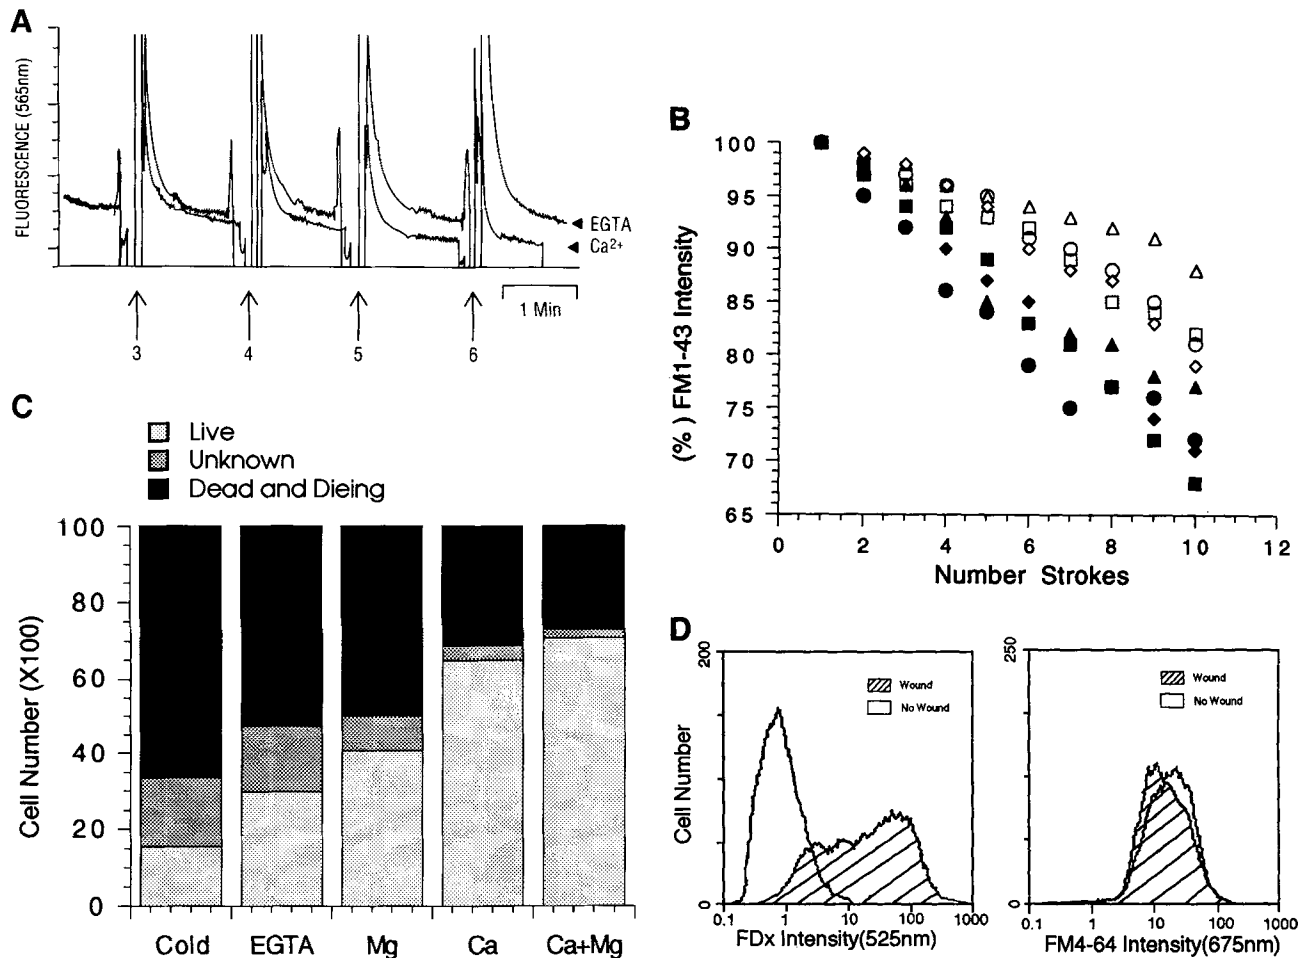 A
FLUORESCENCE (565nm)
EGTA
Ca2+
1 Min
3 4 5 6
B
(%) FM1-43 Intensity
100
95
90
85
80
75
70
65
0 2 4 6 8 10 12
Number Strokes
C
Live
Unknown
Dead and Dieing
Cell Number (X100)
100
80
60
40
20
0
Cold EGTA Mg Ca Ca+Mg
D
Cell Number
200
0
Wound
No Wound
0.1 1 10 100 1000
FDx Intensity(525nm)
250
0
Wound
No Wound
0.1 1 10 100 1000
FM4-64 Intensity(675nm)